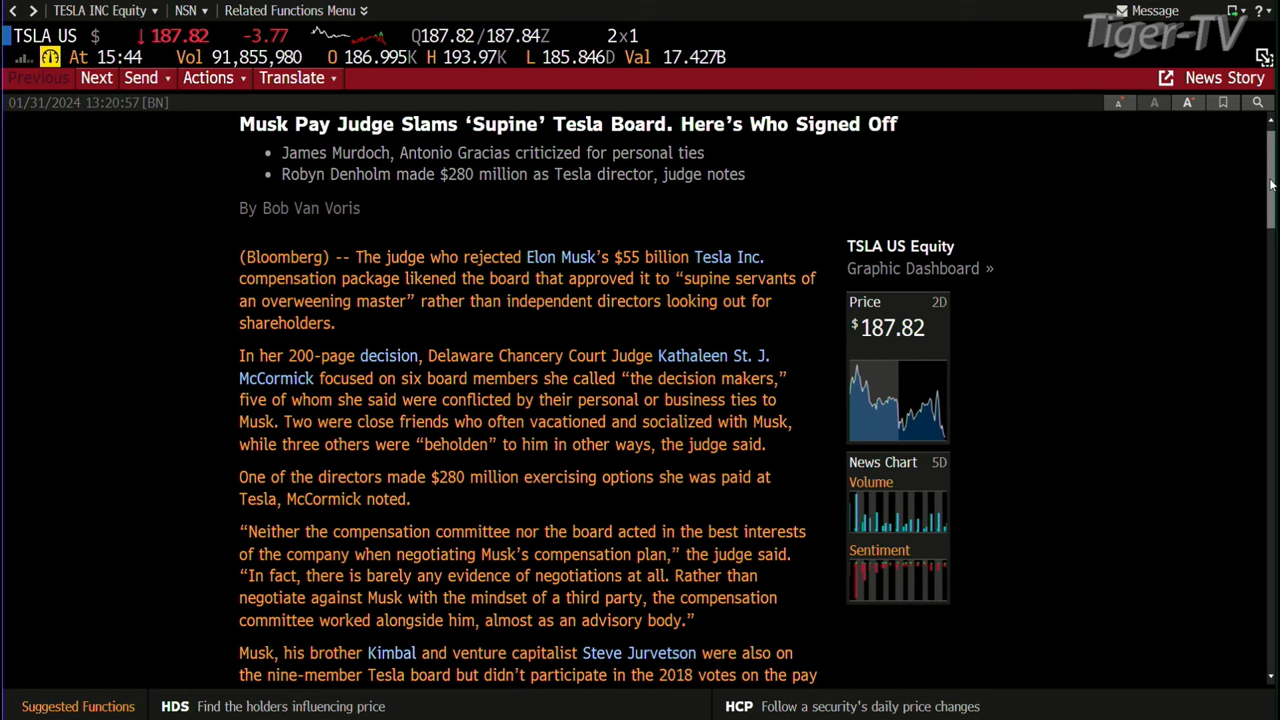 TESLA INC Equity NSN Related Functions Menu Message
Tiger-TV
TSLA US $ ↓187.82 -3.77 Q187.82/187.84Z 2x1
At 15:44 Vol 91,855,980 O 186.995K H 193.97K L 185.846D Val 17.427B
Previous Next Send Actions Translate News Story
01/31/2024 13:20:57 [BN]
Musk Pay Judge Slams ‘Supine’ Tesla Board. Here’s Who Signed Off
• James Murdoch, Antonio Gracias criticized for personal ties
• Robyn Denholm made $280 million as Tesla director, judge notes
By Bob Van Voris
(Bloomberg) -- The judge who rejected Elon Musk’s $55 billion Tesla Inc.
compensation package likened the board that approved it to “supine servants of
an overweening master” rather than independent directors looking out for
shareholders.
In her 200-page decision, Delaware Chancery Court Judge Kathaleen St. J.
McCormick focused on six board members she called “the decision makers,”
five of whom she said were conflicted by their personal or business ties to
Musk. Two were close friends who often vacationed and socialized with Musk,
while three others were “beholden” to him in other ways, the judge said.
One of the directors made $280 million exercising options she was paid at
Tesla, McCormick noted.
“Neither the compensation committee nor the board acted in the best interests
of the company when negotiating Musk’s compensation plan,” the judge said.
“In fact, there is barely any evidence of negotiations at all. Rather than
negotiate against Musk with the mindset of a third party, the compensation
committee worked alongside him, almost as an advisory body.”
Musk, his brother Kimbal and venture capitalist Steve Jurvetson were also on
the nine-member Tesla board but didn’t participate in the 2018 votes on the pay
TSLA US Equity
Graphic Dashboard »
Price 2D
$187.82
News Chart 5D
Volume
Sentiment
Suggested Functions HDS Find the holders influencing price HCP Follow a security's daily price changes